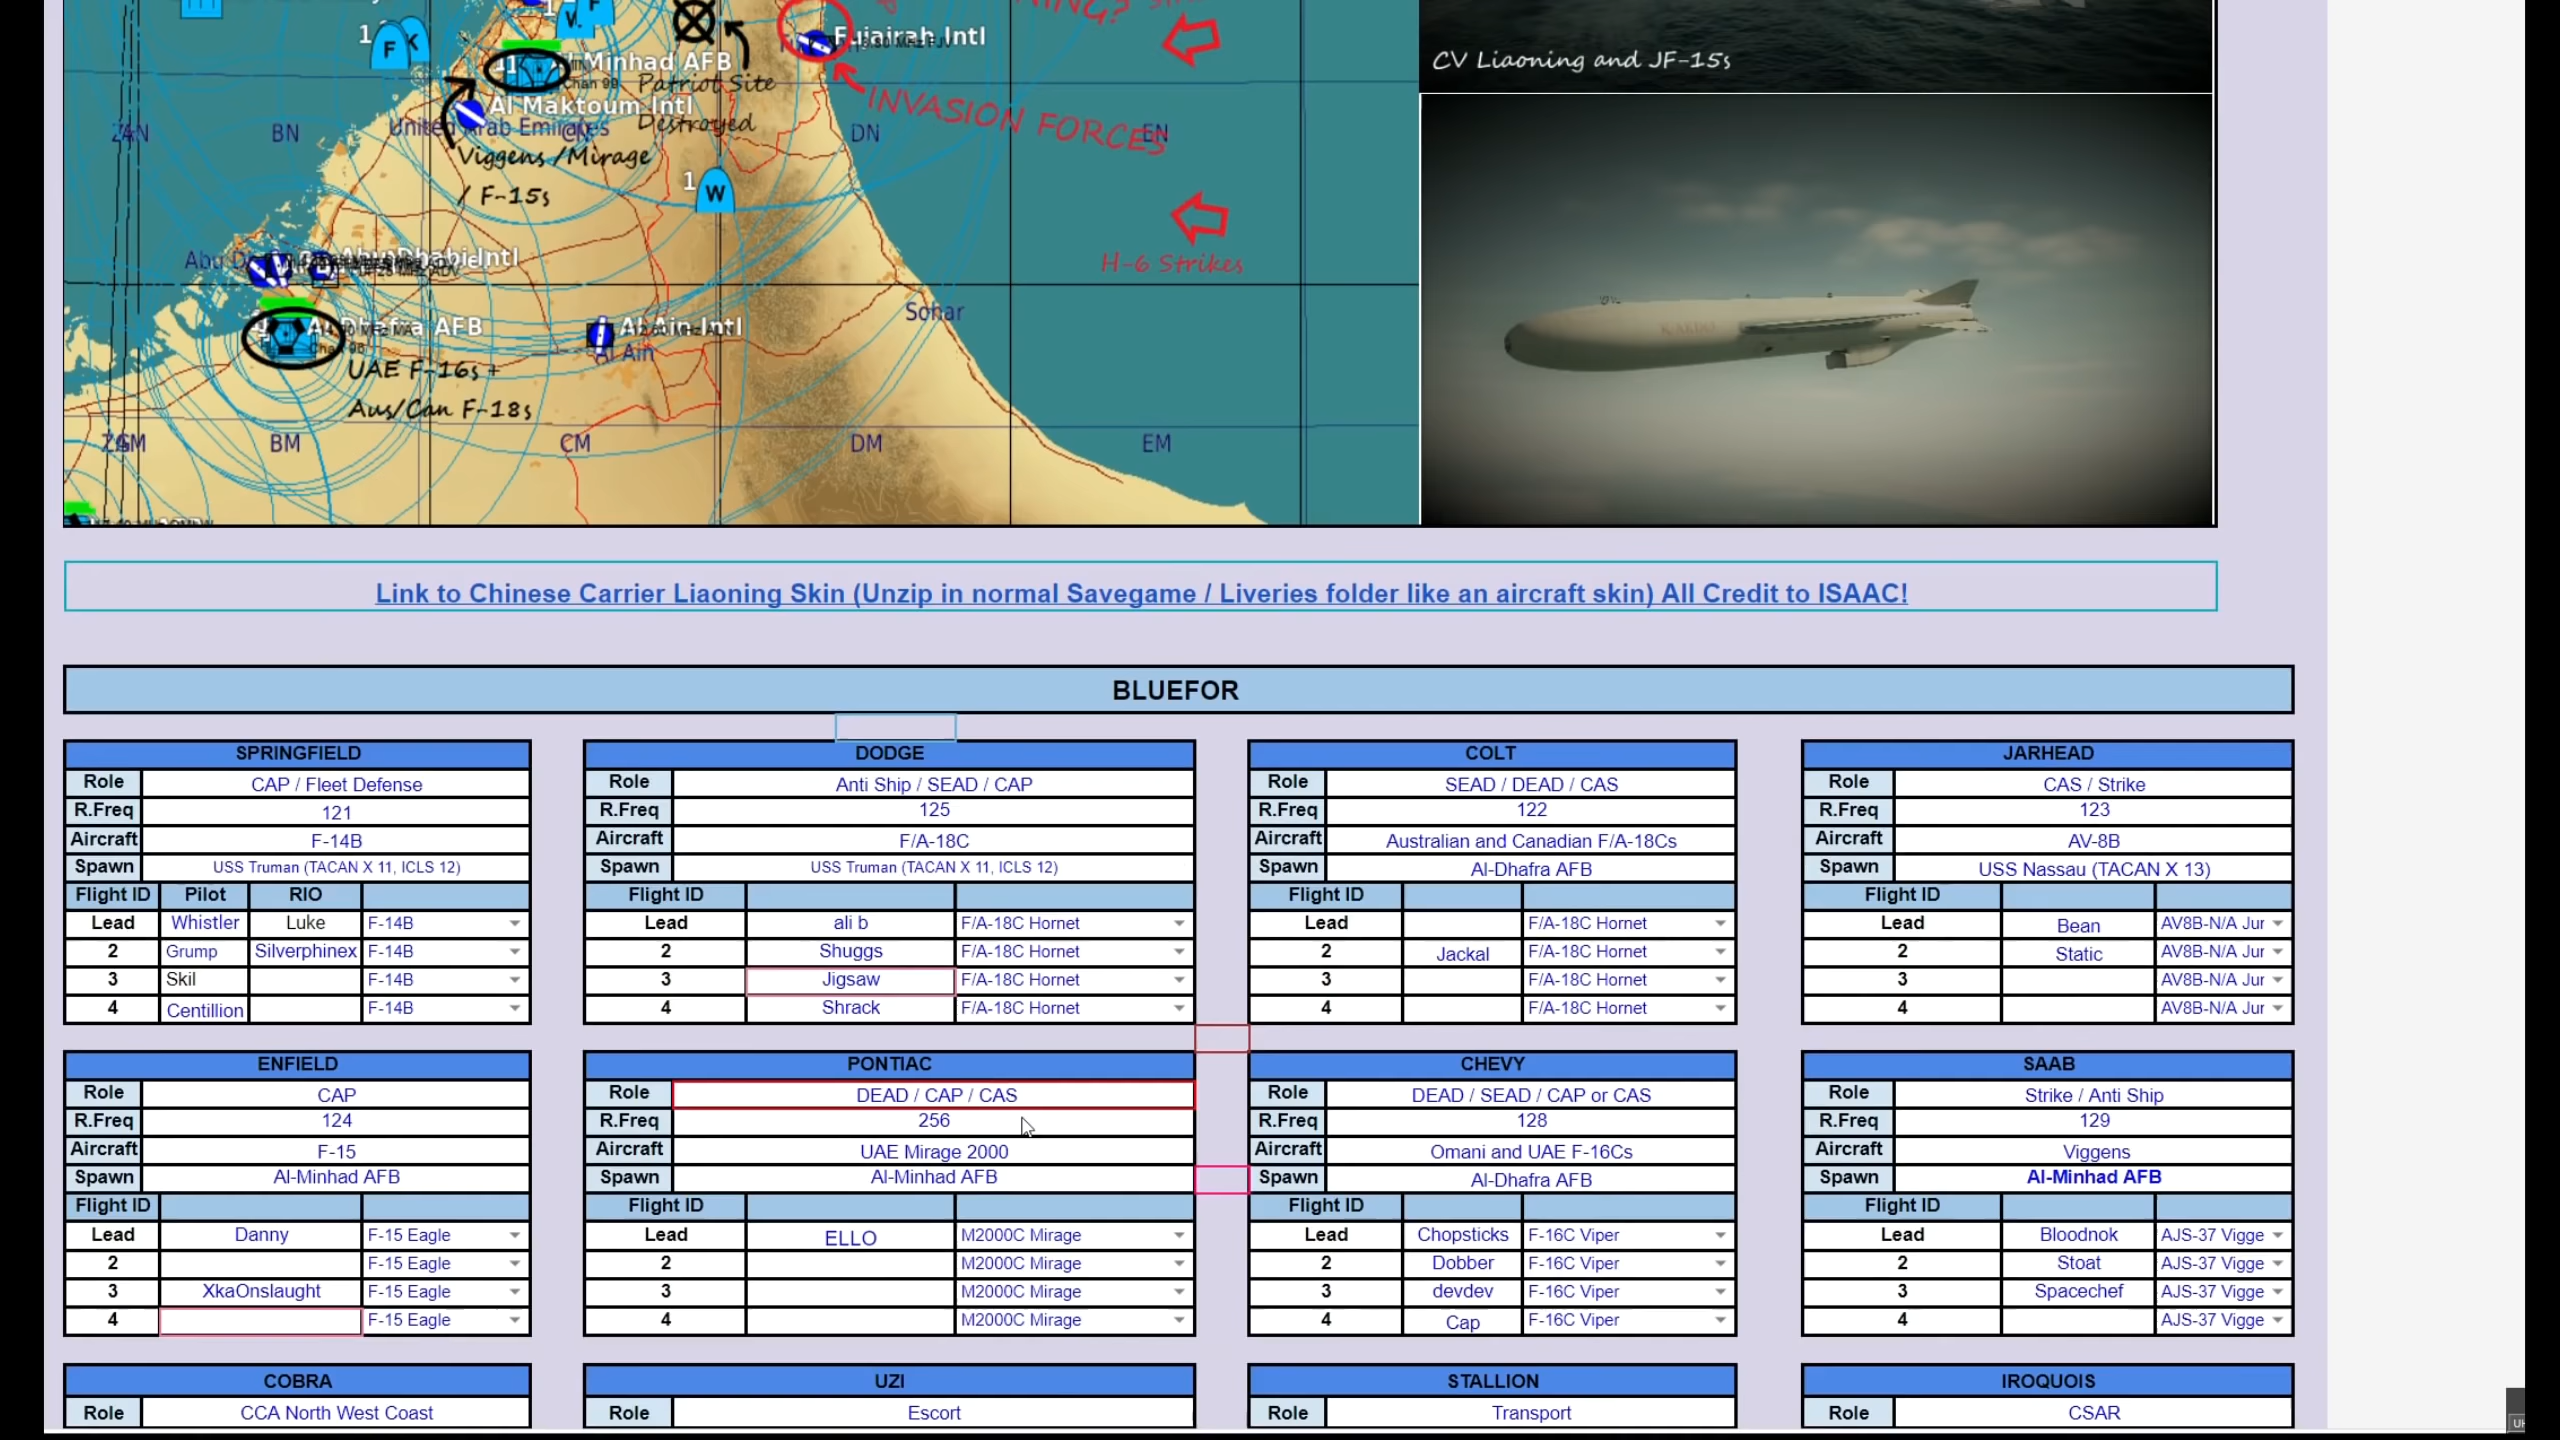 1
F
K
1
W
F
NING?
Fujairah Intl
CV Liaoning and JF-15s
Minhad AFB
Chan 99
Patriot Site
Al Maktoum Intl
INVASION FORCES
United Arab Emirates
Destroyed
BN
DN
EN
Viggens /Mirage
/ F-15s
1
W
H-6 Strikes
Sohar
Al Dhafra AFB
Al Ain Intl
Al Ain
UAE F-16s +
Aus/Can F-18s
BM
CM
DM
EM
Link to Chinese Carrier Liaoning Skin (Unzip in normal Savegame / Liveries folder like an aircraft skin) All Credit to ISAAC!
BLUEFOR
SPRINGFIELD
Role CAP / Fleet Defense
R.Freq 121
Aircraft F-14B
Spawn USS Truman (TACAN X 11, ICLS 12)
Flight ID Pilot RIO
Lead Whistler Luke F-14B
2 Grump Silverphinex F-14B
3 Skil F-14B
4 Centillion F-14B
DODGE
Role Anti Ship / SEAD / CAP
R.Freq 125
Aircraft F/A-18C
Spawn USS Truman (TACAN X 11, ICLS 12)
Flight ID
Lead ali b F/A-18C Hornet
2 Shuggs F/A-18C Hornet
3 Jigsaw F/A-18C Hornet
4 Shrack F/A-18C Hornet
COLT
Role SEAD / DEAD / CAS
R.Freq 122
Aircraft Australian and Canadian F/A-18Cs
Spawn Al-Dhafra AFB
Flight ID
Lead F/A-18C Hornet
2 Jackal F/A-18C Hornet
3 F/A-18C Hornet
4 F/A-18C Hornet
JARHEAD
Role CAS / Strike
R.Freq 123
Aircraft AV-8B
Spawn USS Nassau (TACAN X 13)
Flight ID
Lead Bean AV8B-N/A Jur
2 Static AV8B-N/A Jur
3 AV8B-N/A Jur
4 AV8B-N/A Jur
ENFIELD
Role CAP
R.Freq 124
Aircraft F-15
Spawn Al-Minhad AFB
Flight ID
Lead Danny F-15 Eagle
2 F-15 Eagle
3 XkaOnslaught F-15 Eagle
4 F-15 Eagle
PONTIAC
Role DEAD / CAP / CAS
R.Freq 256
Aircraft UAE Mirage 2000
Spawn Al-Minhad AFB
Flight ID
Lead ELLO M2000C Mirage
2 M2000C Mirage
3 M2000C Mirage
4 M2000C Mirage
CHEVY
Role DEAD / SEAD / CAP or CAS
R.Freq 128
Aircraft Omani and UAE F-16Cs
Spawn Al-Dhafra AFB
Flight ID
Lead Chopsticks F-16C Viper
2 Dobber F-16C Viper
3 devdev F-16C Viper
4 Cap F-16C Viper
SAAB
Role Strike / Anti Ship
R.Freq 129
Aircraft Viggens
Spawn Al-Minhad AFB
Flight ID
Lead Bloodnok AJS-37 Vigge
2 Stoat AJS-37 Vigge
3 Spacechef AJS-37 Vigge
4 AJS-37 Vigge
COBRA
Role CCA North West Coast
UZI
Role Escort
STALLION
Role Transport
IROQUOIS
Role CSAR